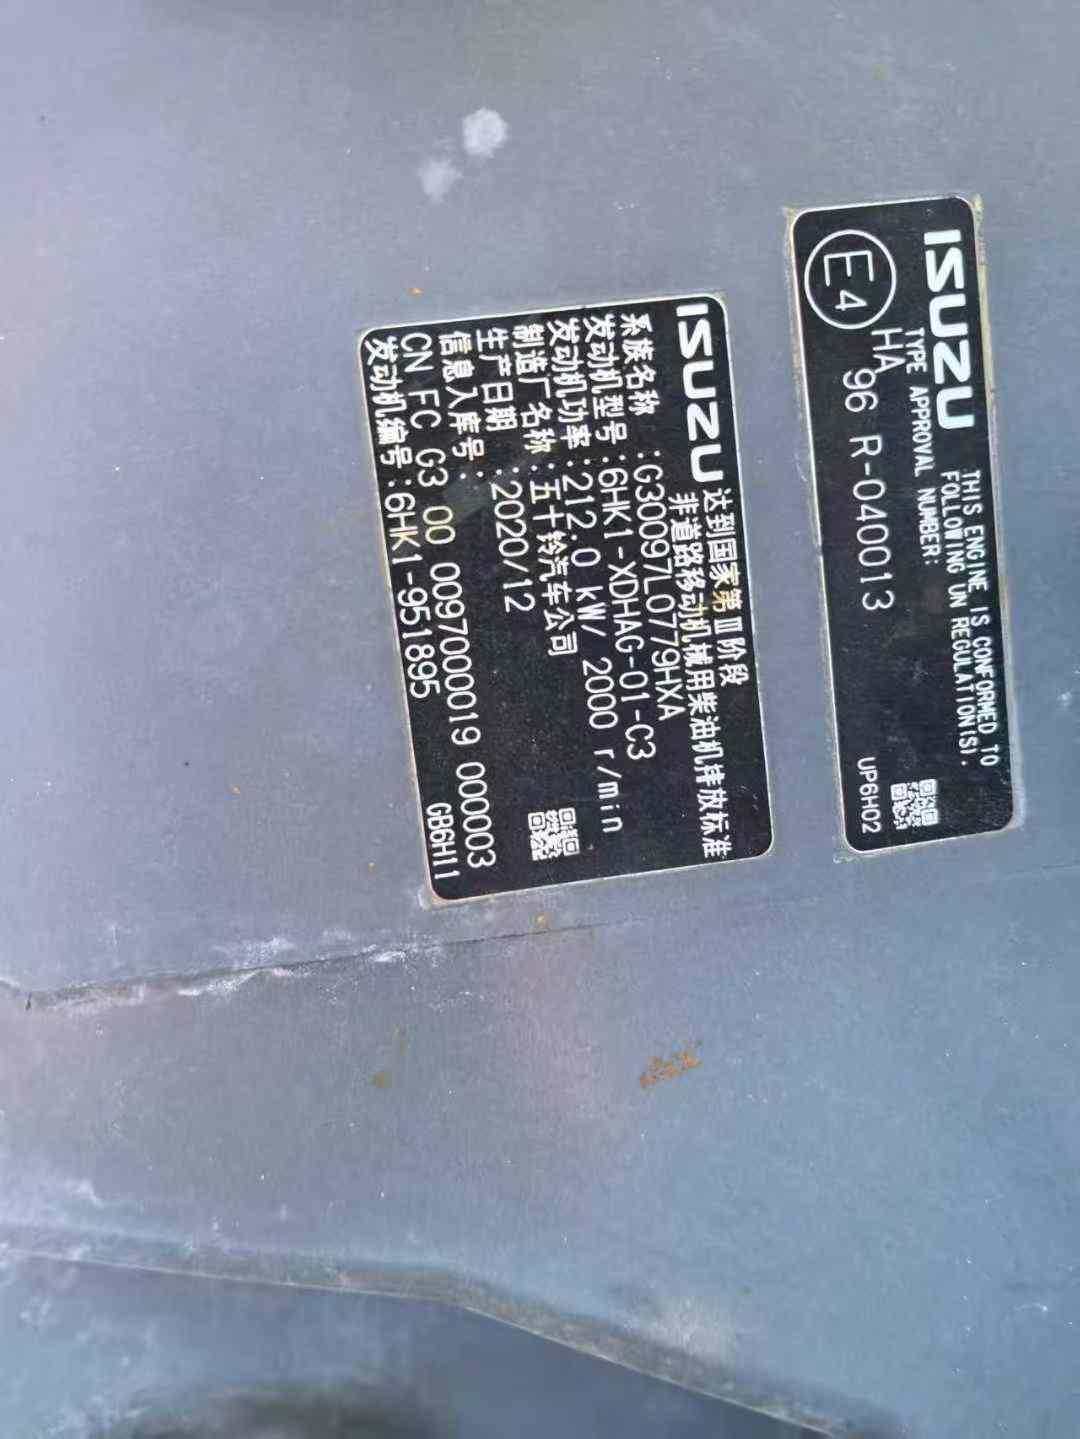 ISUZU
THIS ENGINE IS CONFORMED TO
FOLLOWING UN REGULATION(S).
TYPE APPROVAL NUMBER:
E4
HA
96 R-040013
UP6H02
ISUZU
达到国家第Ⅲ阶段
非道路移动机械用柴油机排放标准
系族名称 :G30097L0779HXA
发动机型号:6HK1-XDHAG-01-C3
发动机功率:212.0 kW/ 2000 r/min
制造厂名称:五十铃汽车公司
生产日期 :2020/12
信息入库号:
CN FC G3 00 0097000019 000003
发动机编号:6HK1-951895
GB6H11